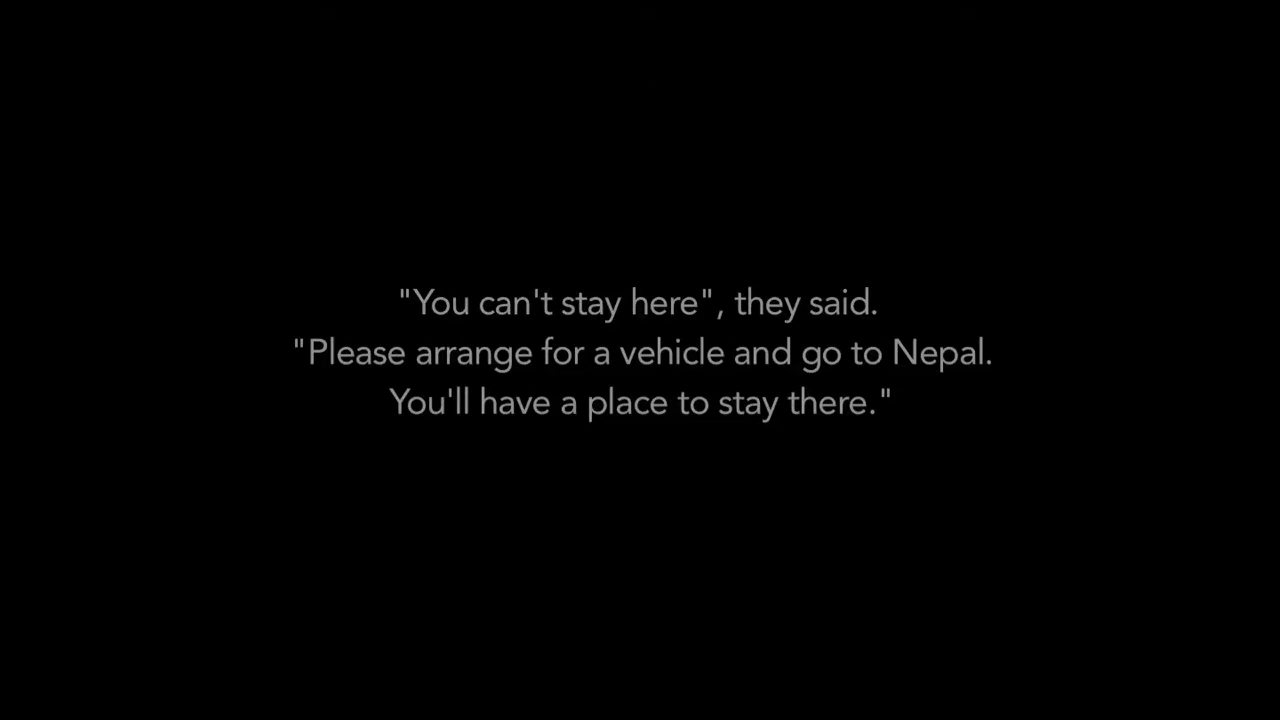 "You can't stay here", they said.
"Please arrange for a vehicle and go to Nepal.
You'll have a place to stay there."